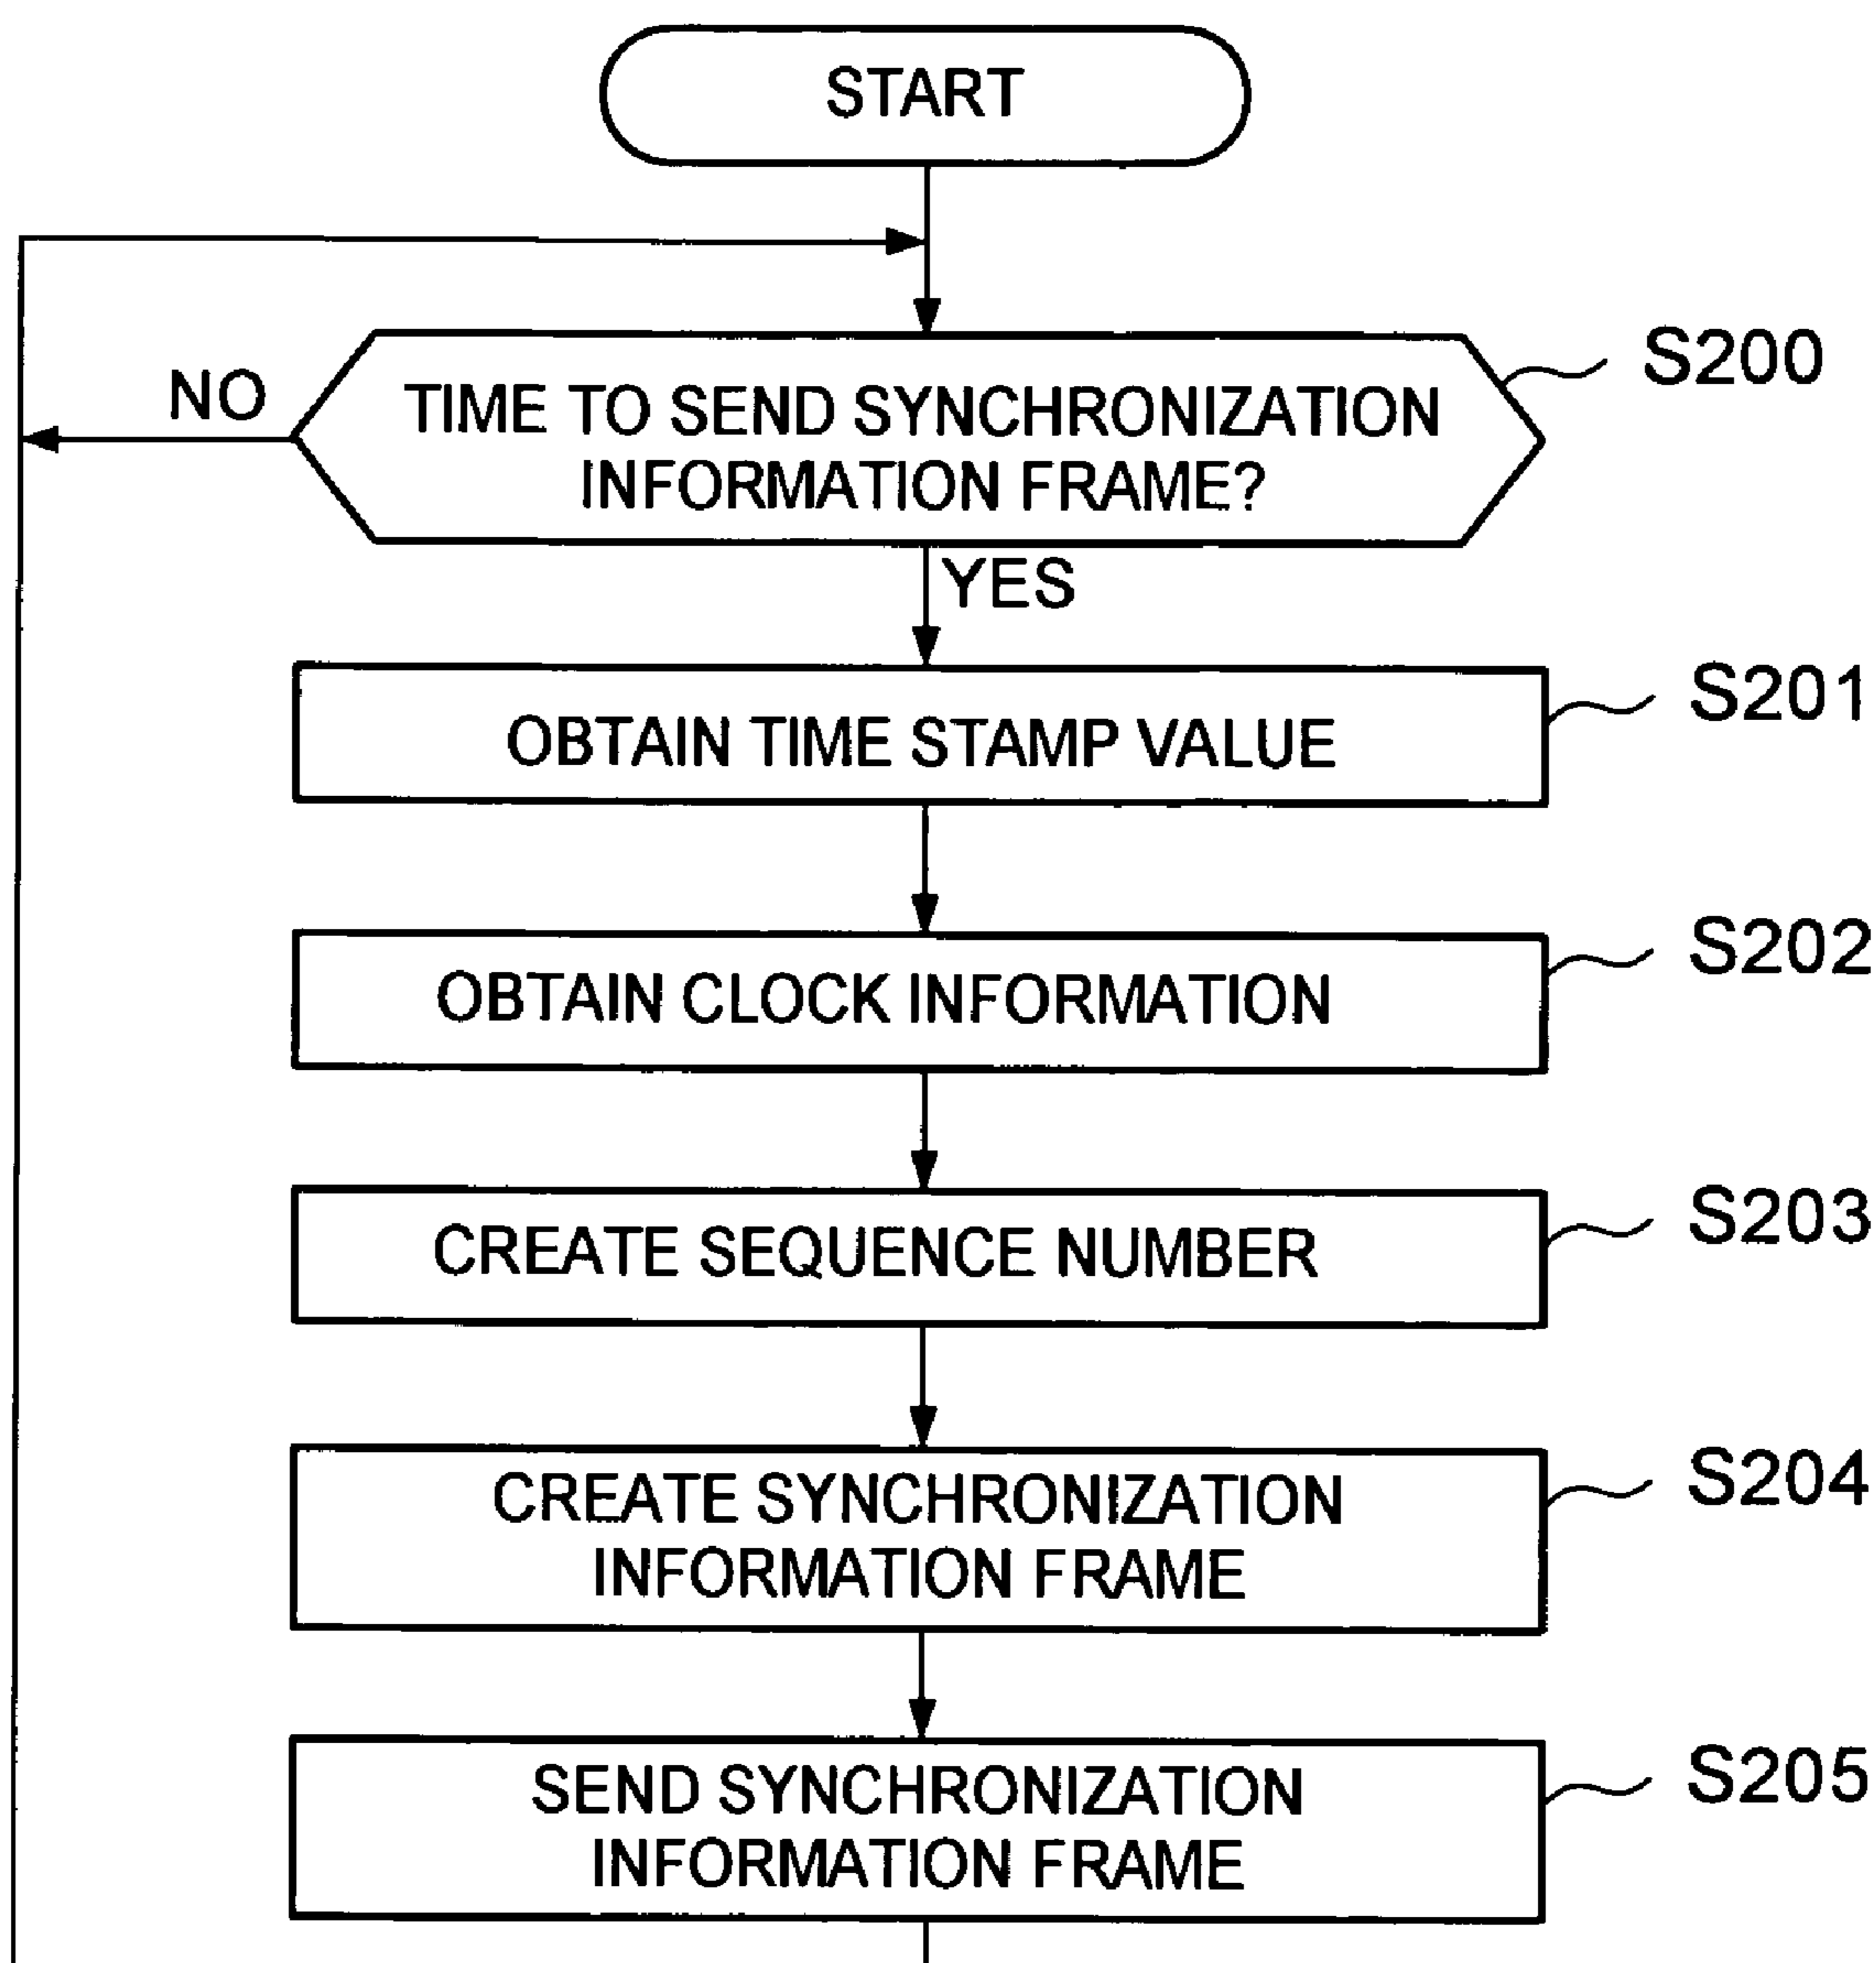 START
NO
TIME TO SEND SYNCHRONIZATION
INFORMATION FRAME?
S200
YES
OBTAIN TIME STAMP VALUE
S201
OBTAIN CLOCK INFORMATION
S202
CREATE SEQUENCE NUMBER
S203
CREATE SYNCHRONIZATION
INFORMATION FRAME
S204
SEND SYNCHRONIZATION
INFORMATION FRAME
S205